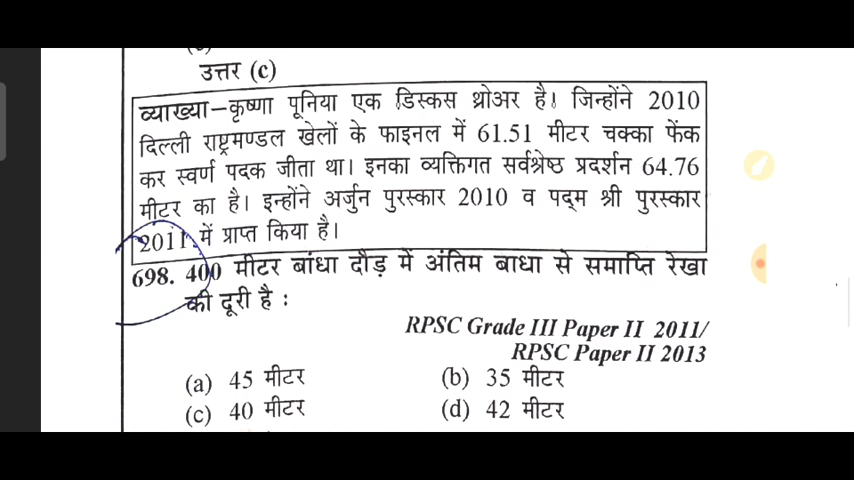 उत्तर (c)
व्याख्या–कृष्णा पूनिया एक डिस्कस थ्रोअर है। जिन्होंने 2010
दिल्ली राष्ट्रमण्डल खेलों के फाइनल में 61.51 मीटर चक्का फेंक
कर स्वर्ण पदक जीता था। इनका व्यक्तिगत सर्वश्रेष्ठ प्रदर्शन 64.76
मीटर का है। इन्होंने अर्जुन पुरस्कार 2010 व पद्म श्री पुरस्कार
2011 में प्राप्त किया है।
698. 400 मीटर बांधा दौड़ में अंतिम बाधा से समाप्ति रेखा
की दूरी है :
RPSC Grade III Paper II 2011/
RPSC Paper II 2013
(a) 45 मीटर (b) 35 मीटर
(c) 40 मीटर (d) 42 मीटर